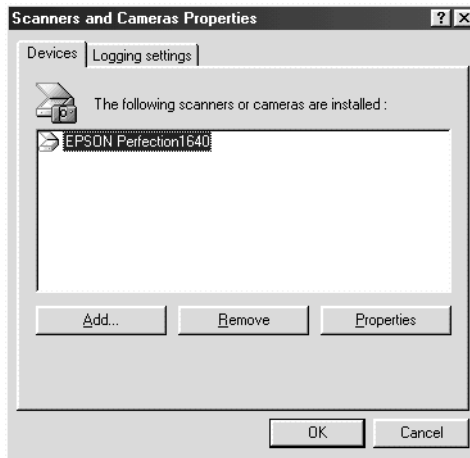 Scanners and Cameras Properties
Devices Logging settings
The following scanners or cameras are installed :
EPSON Perfection1640
Add... Remove Properties
OK Cancel